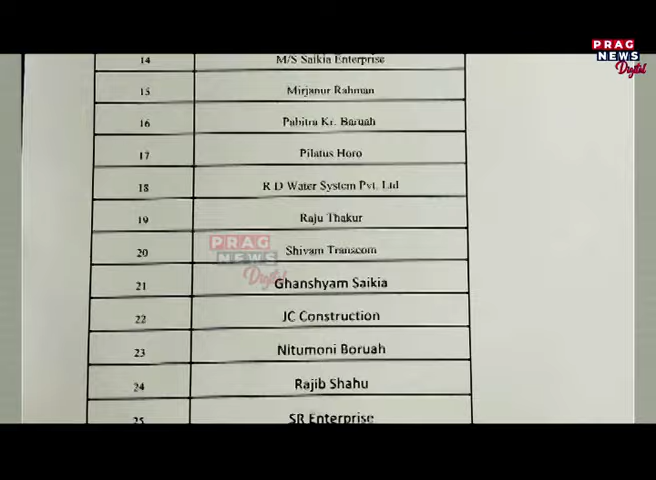 PRAG
NEWS
Digital
14 M/S Saikia Enterprise
15 Mirjanur Rahman
16 Pabitra Kr. Baruah
17 Pilatus Horo
18 R D Water System Pvt. Ltd
19 Raju Thakur
PRAG
NEWS
Digital
20 Shivam Transcom
21 Ghanshyam Saikia
22 JC Construction
23 Nitumoni Boruah
24 Rajib Shahu
25 SR Enterprise